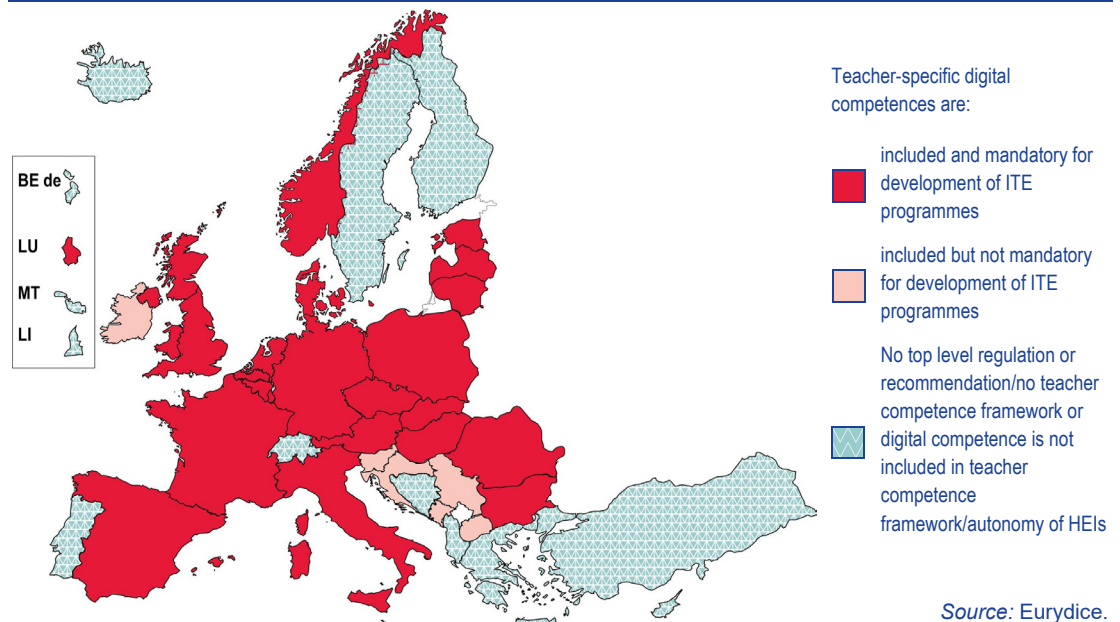 BE de
LU
MT
LI
Teacher-specific digital
competences are:
included and mandatory for
development of ITE
programmes
included but not mandatory
for development of ITE
programmes
No top level regulation or
recommendation/no teacher
competence framework or
digital competence is not
included in teacher
competence
framework/autonomy of HEIs
Source: Eurydice.